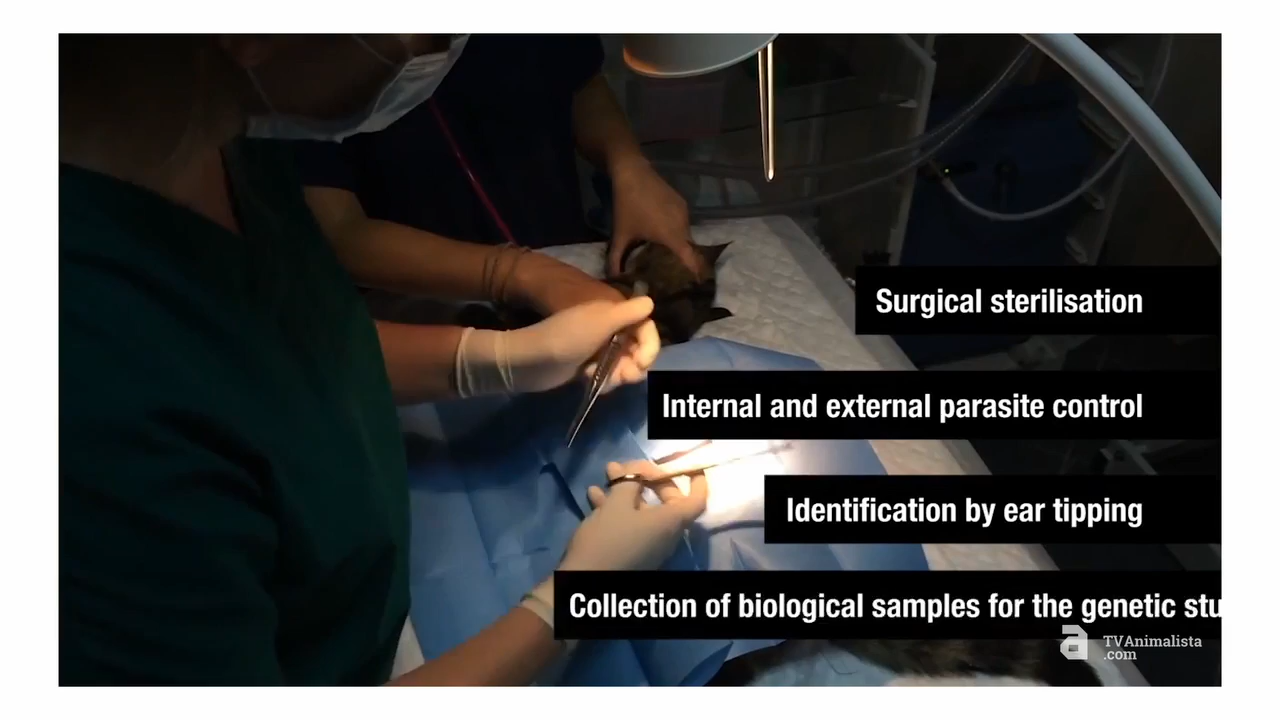 Surgical sterilisation
Internal and external parasite control
Identification by ear tipping
Collection of biological samples for the genetic stu
a TVAnimalista
.com